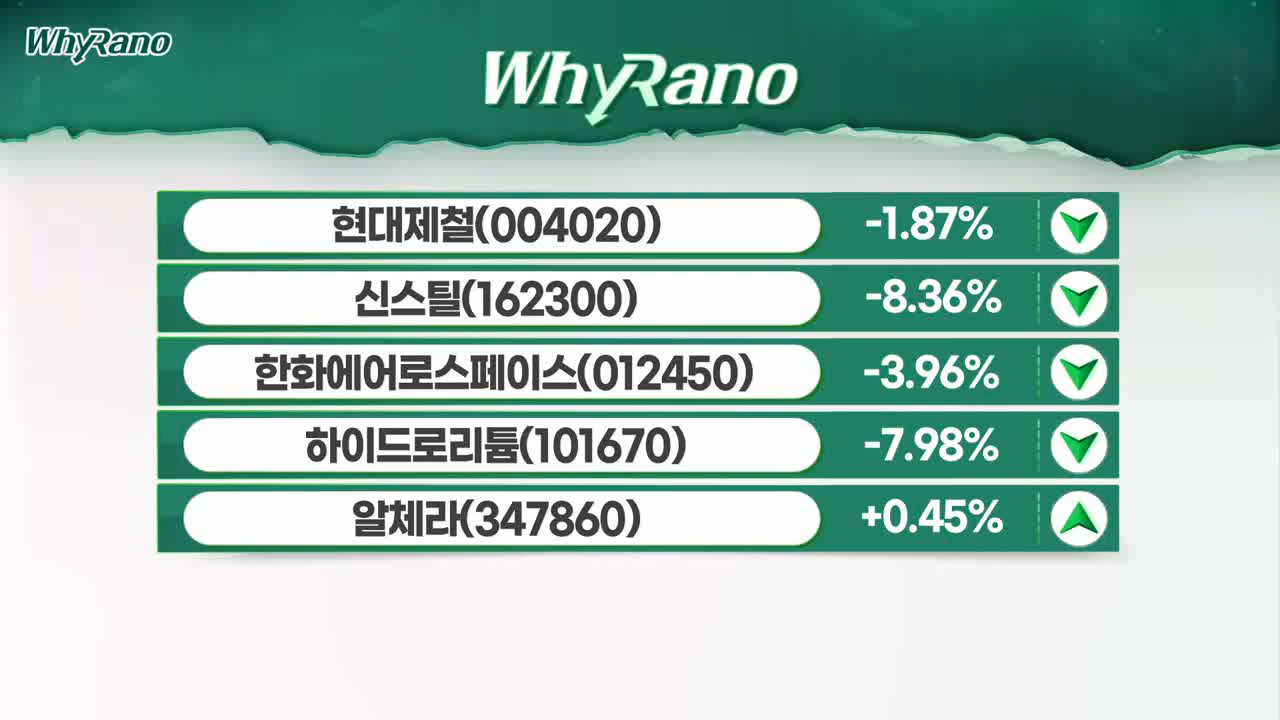 WhyRano
WhyRano
현대제철(004020) -1.87%
신스틸(162300) -8.36%
한화에어로스페이스(012450) -3.96%
하이드로리튬(101670) -7.98%
알체라(347860) +0.45%